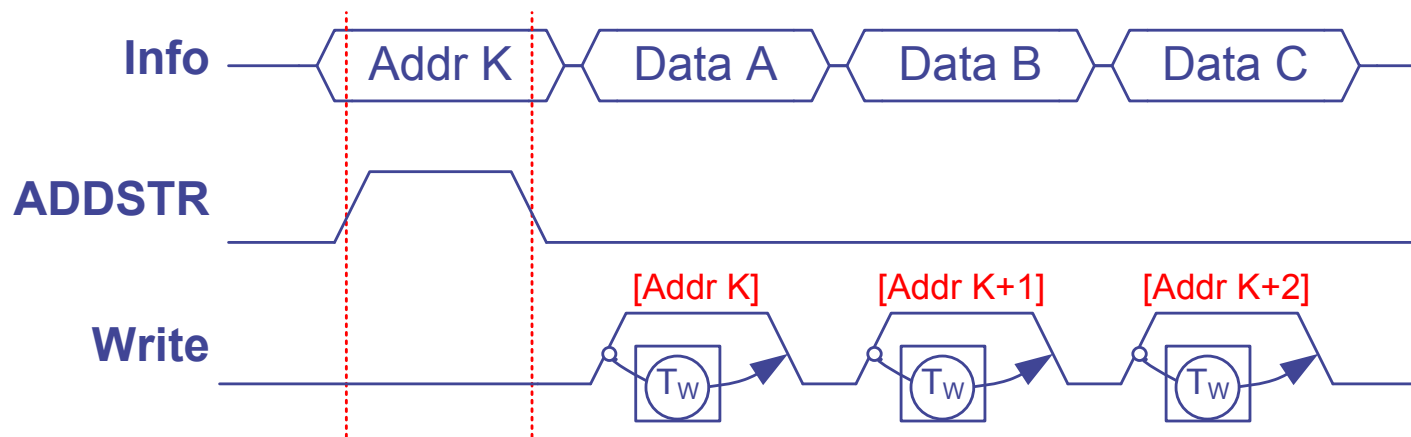 Info Addr K Data A Data B Data C
ADDSTR
[Addr K] [Addr K+1] [Addr K+2]
Write
TW TW TW